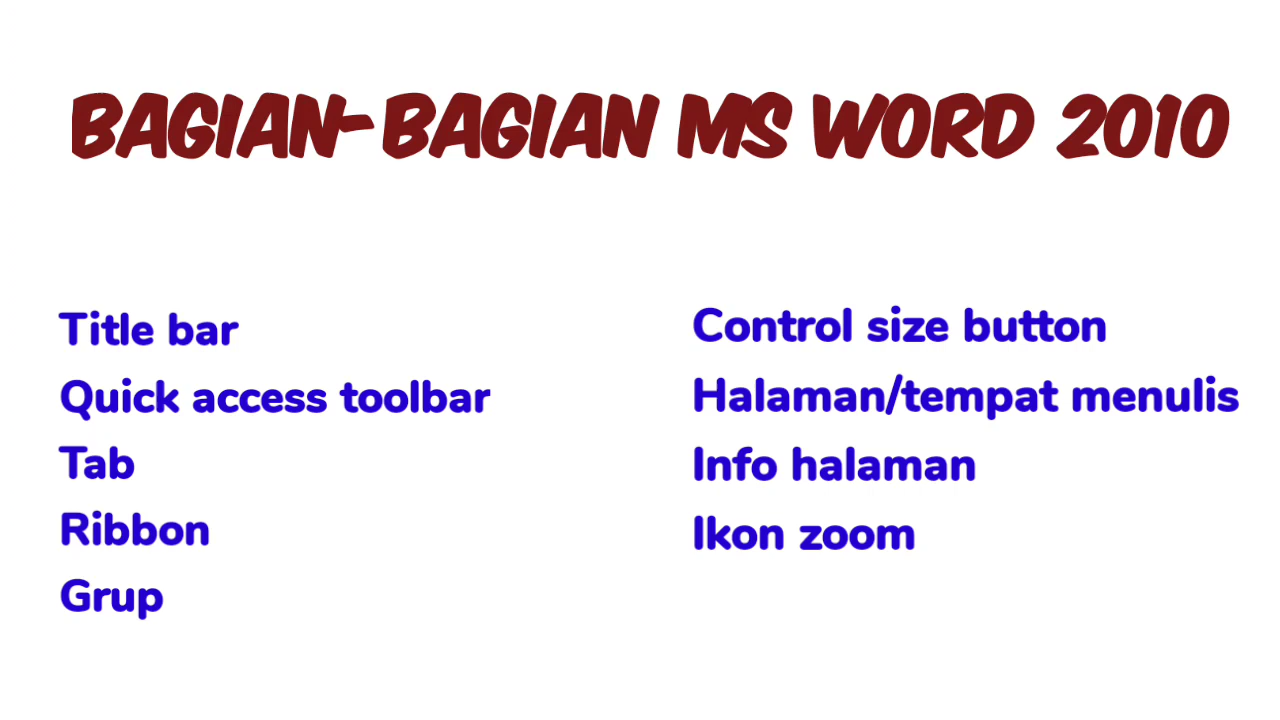 BAGIAN-BAGIAN MS WORD 2010
Title bar
Quick access toolbar
Tab
Ribbon
Grup
Control size button
Halaman/tempat menulis
Info halaman
Ikon zoom